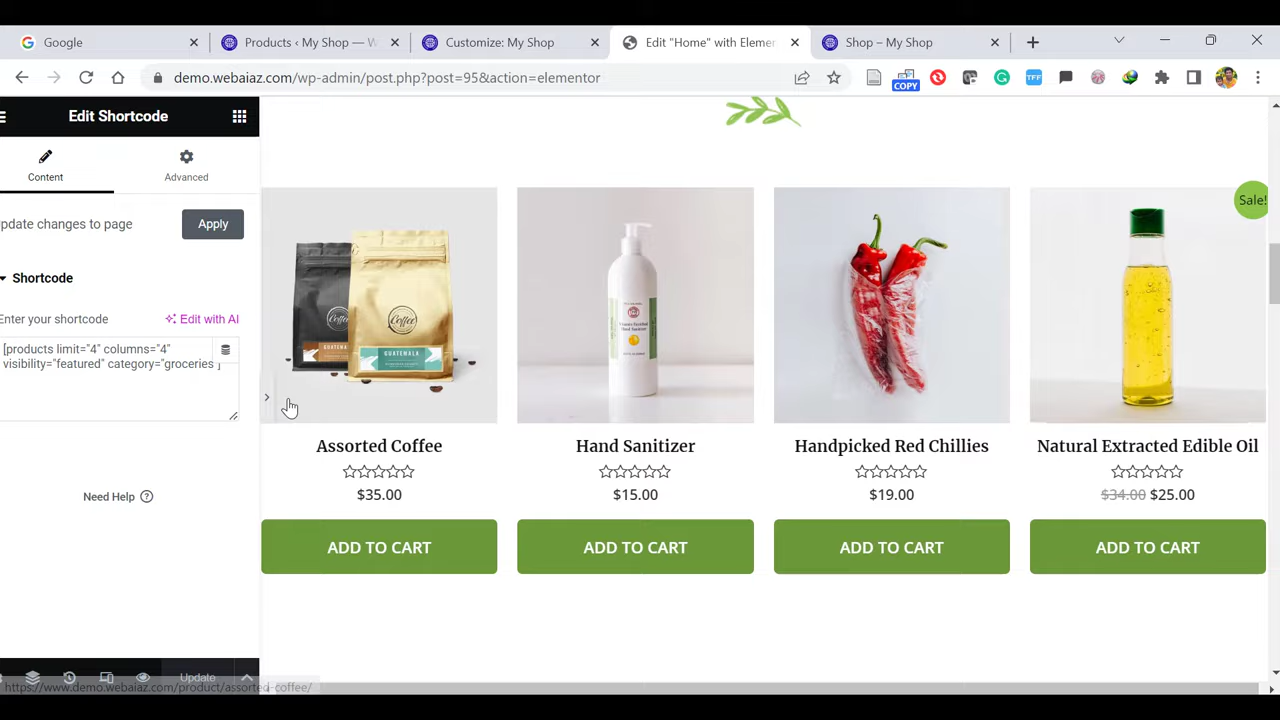 Google
Products ‹ My Shop — W
Customize: My Shop
Edit "Home" with Elemen
Shop – My Shop
demo.webaiaz.com/wp-admin/post.php?post=95&action=elementor
COPY
TFF
Edit Shortcode
Content
Advanced
pdate changes to page
Apply
Shortcode
Enter your shortcode
Edit with AI
[products limit="4" columns="4"
visibility="featured" category="groceries ]
Need Help
Update
https://www.demo.webaiaz.com/product/assorted-coffee/
Sale!
Coffee
Coffee
GUATEMALA
GUATEMALA
Assorted Coffee
Hand Sanitizer
Handpicked Red Chillies
Natural Extracted Edible Oil
$35.00
$15.00
$19.00
$34.00 $25.00
ADD TO CART
ADD TO CART
ADD TO CART
ADD TO CART